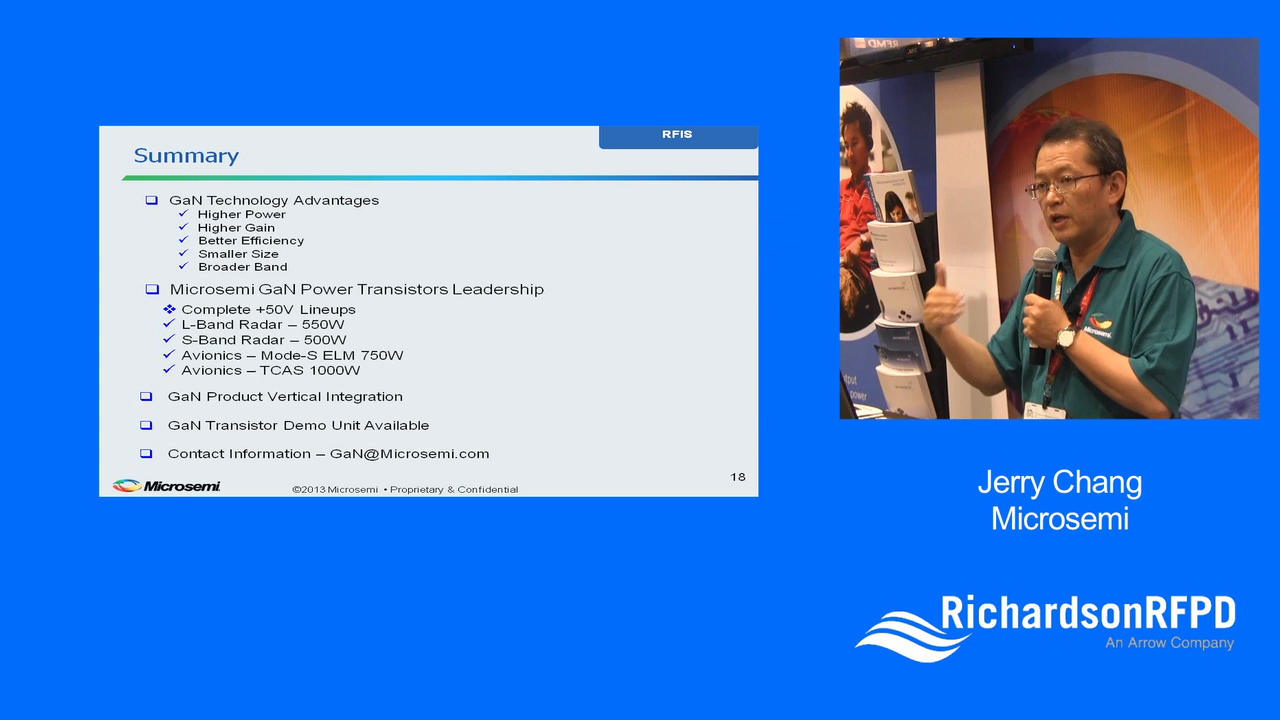 RFIS
Summary
GaN Technology Advantages
Higher Power
Higher Gain
Better Efficiency
Smaller Size
Broader Band
Microsemi GaN Power Transistors Leadership
Complete +50V Lineups
L-Band Radar – 550W
S-Band Radar – 500W
Avionics – Mode-S ELM 750W
Avionics – TCAS 1000W
GaN Product Vertical Integration
GaN Transistor Demo Unit Available
Contact Information – GaN@Microsemi.com
Microsemi
©2013 Microsemi • Proprietary & Confidential
18
RFMD
Microsemi
power
Jerry Chang
Microsemi
RichardsonRFPD
An Arrow Company